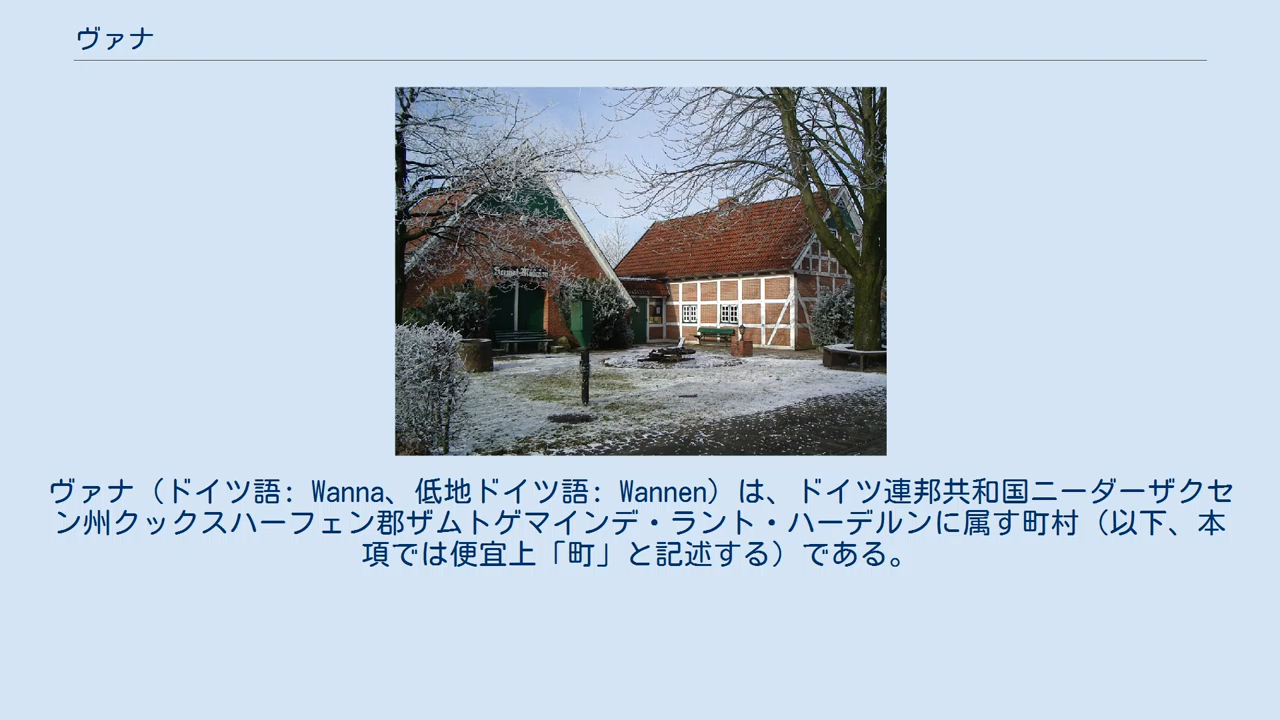 ヴァナ
Heimat-Museum
ヴァナ（ドイツ語: Wanna、低地ドイツ語: Wannen）は、ドイツ連邦共和国ニーダーザクセ
ン州クックスハーフェン郡ザムトゲマインデ・ラント・ハーデルンに属す町村（以下、本
項では便宜上「町」と記述する）である。